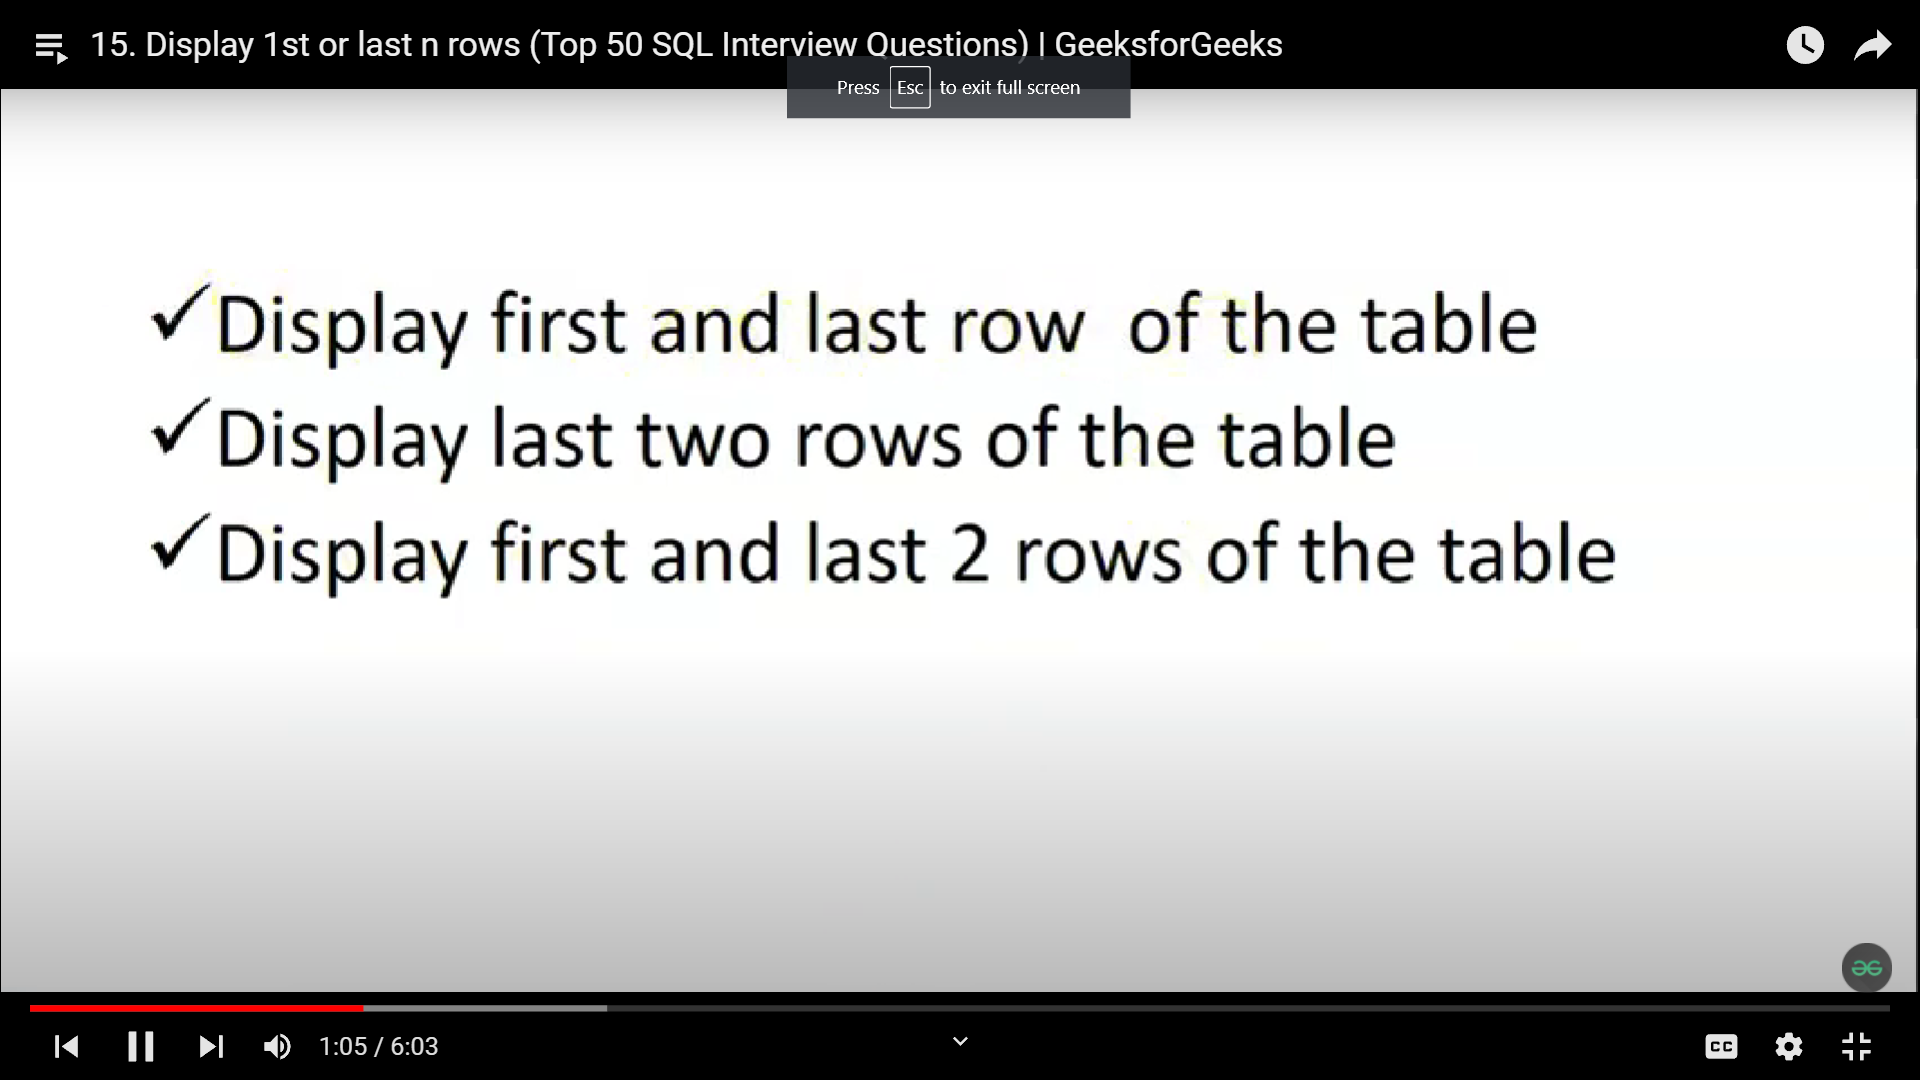 15. Display 1st or last n rows (Top 50 SQL Interview Questions) | GeeksforGeeks
Press Esc to exit full screen
✓Display first and last row of the table
✓Display last two rows of the table
✓Display first and last 2 rows of the table
1:05 / 6:03
CC